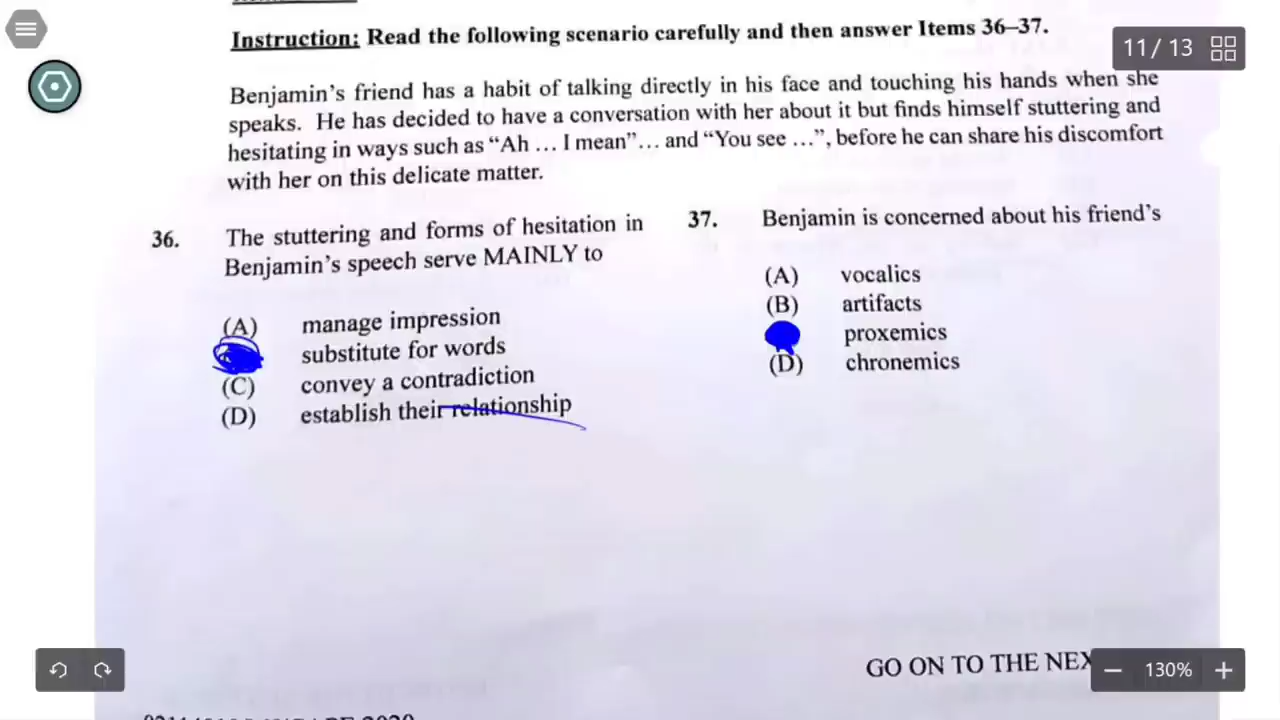 Instruction: Read the following scenario carefully and then answer Items 36–37.
11 / 13
Benjamin's friend has a habit of talking directly in his face and touching his hands when she
speaks. He has decided to have a conversation with her about it but finds himself stuttering and
hesitating in ways such as “Ah ... I mean”... and “You see ...”, before he can share his discomfort
with her on this delicate matter.
36. The stuttering and forms of hesitation in
Benjamin's speech serve MAINLY to
(A) manage impression
substitute for words
(C) convey a contradiction
(D) establish their relationship
37. Benjamin is concerned about his friend's
(A) vocalics
(B) artifacts
proxemics
(D) chronemics
GO ON TO THE
130%